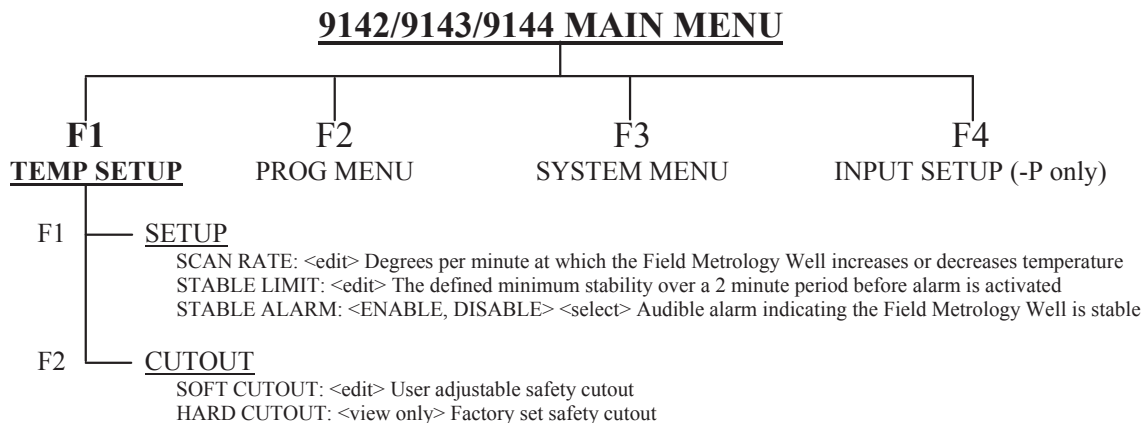 9142/9143/9144 MAIN MENU
F1 F2 F3 F4
TEMP SETUP PROG MENU SYSTEM MENU INPUT SETUP (-P only)
F1 SETUP
SCAN RATE: <edit> Degrees per minute at which the Field Metrology Well increases or decreases temperature
STABLE LIMIT: <edit> The defined minimum stability over a 2 minute period before alarm is activated
STABLE ALARM: <ENABLE, DISABLE> <select> Audible alarm indicating the Field Metrology Well is stable
F2 CUTOUT
SOFT CUTOUT: <edit> User adjustable safety cutout
HARD CUTOUT: <view only> Factory set safety cutout